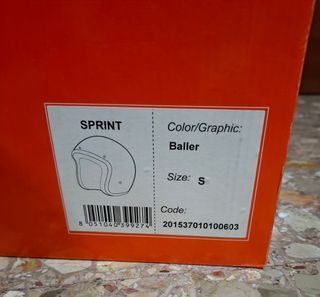 SPRINT
Color/Graphic:
Baller
Size: S
Code:
201537010100603
8 051040 399274